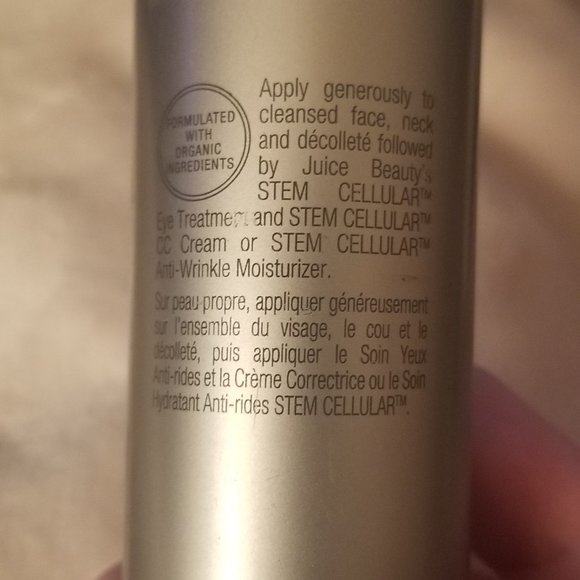 FORMULATED
WITH
ORGANIC
INGREDIENTS
Apply generously to
cleansed face, neck
and décolleté followed
by Juice Beauty's
STEM CELLULAR™
Eye Treatment and STEM CELLULAR™
CC Cream or STEM CELLULAR™
Anti-Wrinkle Moisturizer.
Sur peau propre, appliquer généreusement
sur l'ensemble du visage, le cou et le
décolleté, puis appliquer le Soin Yeux
Anti-rides et la Crème Correctrice ou le Soin
Hydratant Anti-rides STEM CELLULAR™.